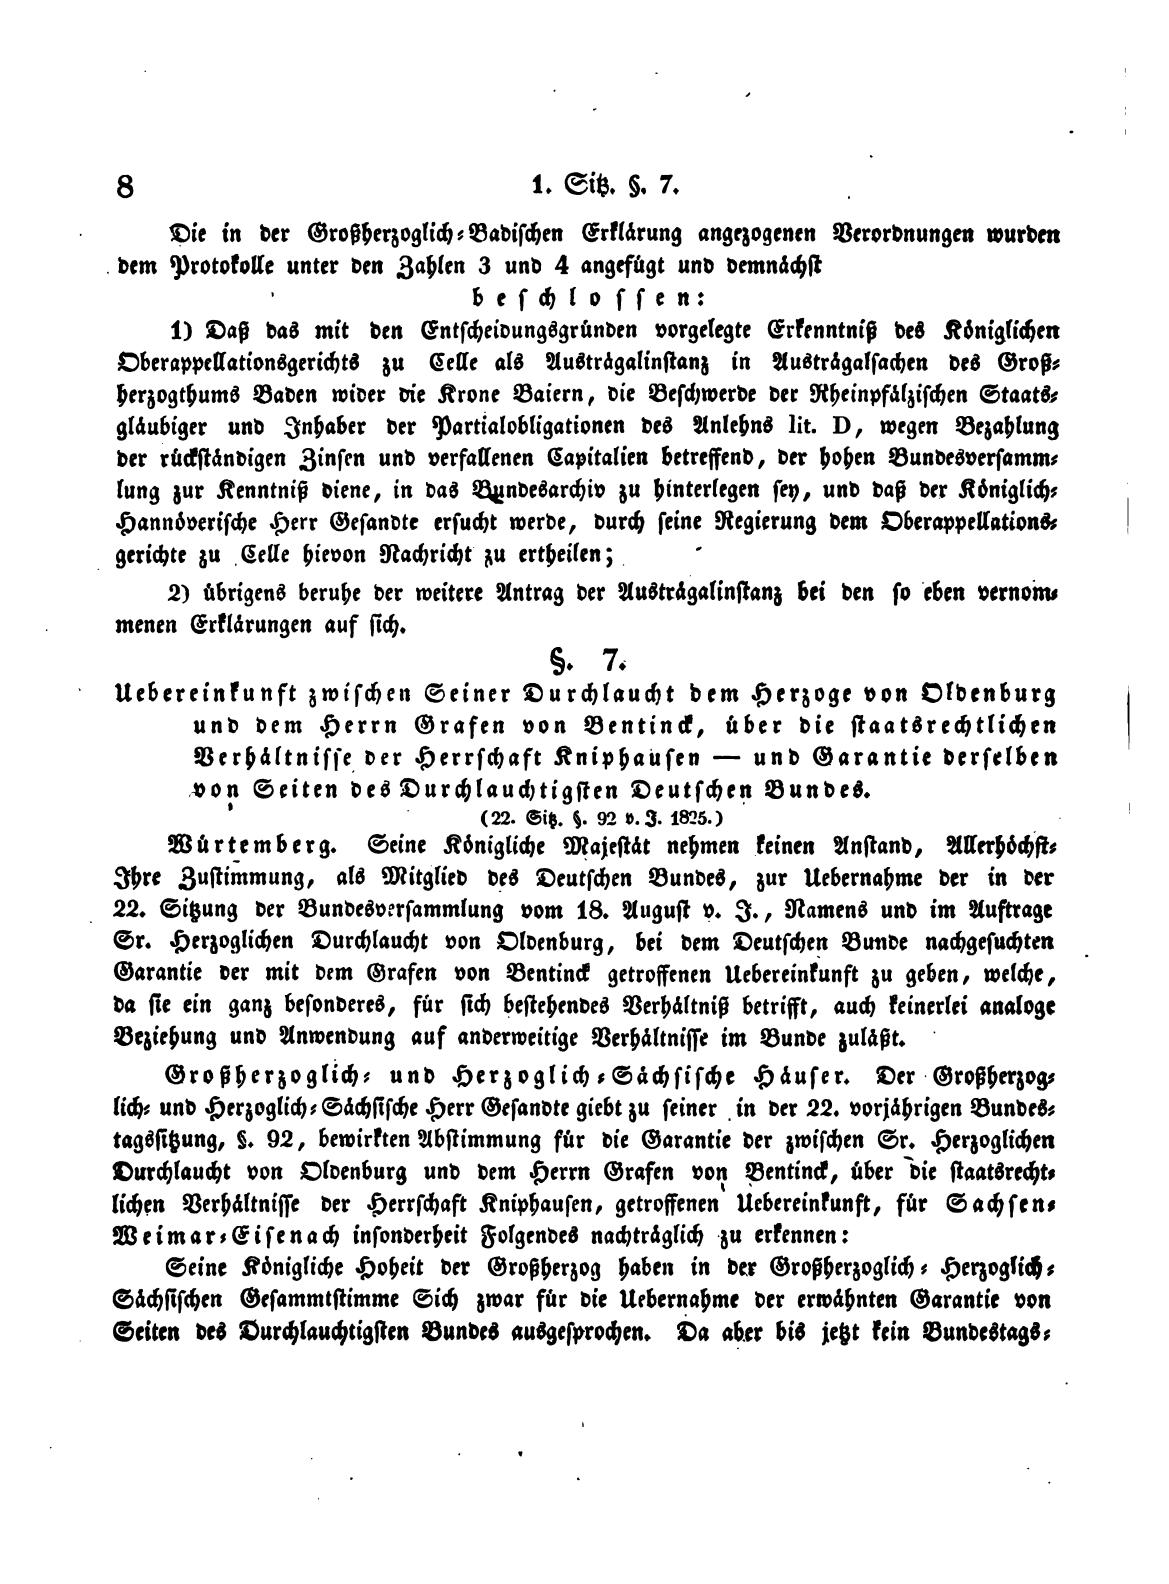 8 1. Sitz. §. 7.
Die in der Großherzoglich-Badischen Erklärung angezogenen Verordnungen wurden
dem Protokolle unter den Zahlen 3 und 4 angefügt und demnächst
beschlossen:
1) Daß das mit den Entscheidungsgründen vorgelegte Erkenntniß des Königlichen
Oberappellationsgerichts zu Celle als Austrägalinstanz in Austrägalsachen des Groß-
herzogthums Baden wider die Krone Baiern, die Beschwerde der Rheinpfälzischen Staats-
gläubiger und Inhaber der Partialobligationen des Anlehns lit. D, wegen Bezahlung
der rückständigen Zinsen und verfallenen Capitalien betreffend, der hohen Bundesversamm-
lung zur Kenntniß diene, in das Bundesarchiv zu hinterlegen sey, und daß der Königlich-
Hannöverische Herr Gesandte ersucht werde, durch seine Regierung dem Oberappellations-
gerichte zu Celle hievon Nachricht zu ertheilen;
2) übrigens beruhe der weitere Antrag der Austrägalinstanz bei den so eben vernom-
menen Erklärungen auf sich.
§. 7.
Uebereinkunft zwischen Seiner Durchlaucht dem Herzoge von Oldenburg
und dem Herrn Grafen von Bentinck, über die staatsrechtlichen
Verhältnisse der Herrschaft Kniphausen — und Garantie derselben
von Seiten des Durchlauchtigsten Deutschen Bundes.
(22. Sitz. §. 92 v. J. 1825.)
Würtemberg. Seine Königliche Majestät nehmen keinen Anstand, Allerhöchst-
Ihre Zustimmung, als Mitglied des Deutschen Bundes, zur Uebernahme der in der
22. Sitzung der Bundesversammlung vom 18. August v. J., Namens und im Auftrage
Sr. Herzoglichen Durchlaucht von Oldenburg, bei dem Deutschen Bunde nachgesuchten
Garantie der mit dem Grafen von Bentinck getroffenen Uebereinkunft zu geben, welche,
da sie ein ganz besonderes, für sich bestehendes Verhältniß betrifft, auch keinerlei analoge
Beziehung und Anwendung auf anderweitige Verhältnisse im Bunde zuläßt.
Großherzoglich- und Herzoglich-Sächsische Häuser. Der Großherzog-
lich- und Herzoglich-Sächsische Herr Gesandte giebt zu seiner in der 22. vorjährigen Bundes-
tagssitzung, §. 92, bewirkten Abstimmung für die Garantie der zwischen Sr. Herzoglichen
Durchlaucht von Oldenburg und dem Herrn Grafen von Bentinck, über die staatsrecht-
lichen Verhältnisse der Herrschaft Kniphausen, getroffenen Uebereinkunft, für Sachsen-
Weimar-Eisenach insonderheit Folgendes nachträglich zu erkennen:
Seine Königliche Hoheit der Großherzog haben in der Großherzoglich- Herzoglich-
Sächsischen Gesammtstimme Sich zwar für die Uebernahme der erwähnten Garantie von
Seiten des Durchlauchtigsten Bundes ausgesprochen. Da aber bis jetzt kein Bundestags-